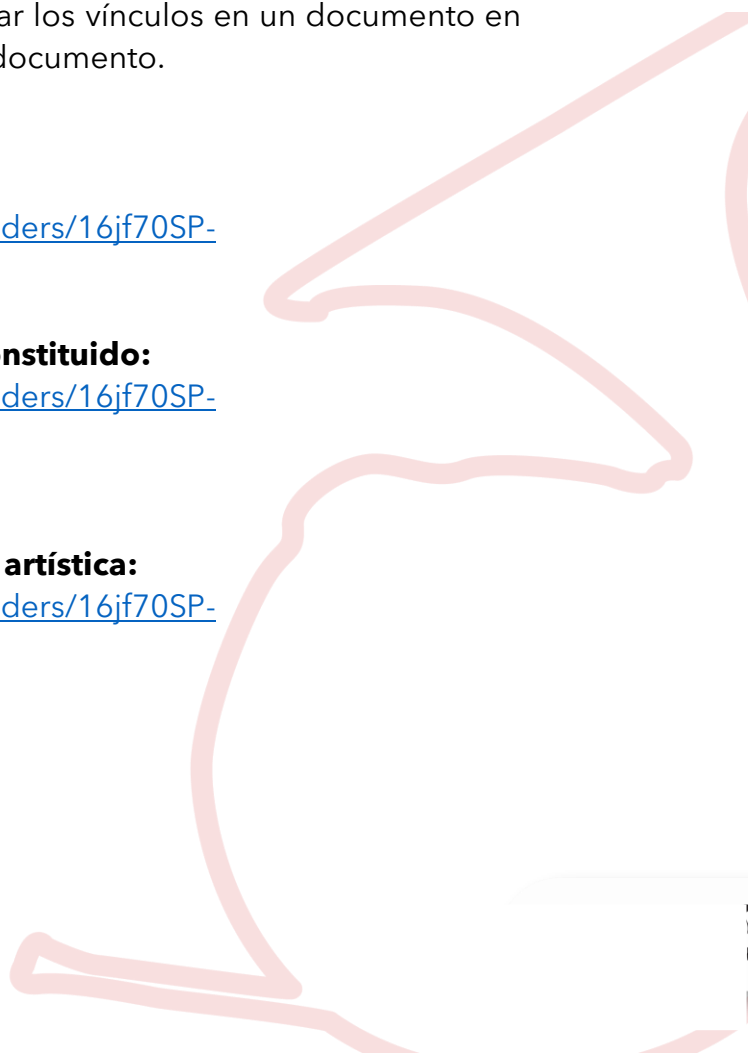 ar los vínculos en un documento en
documento.
ders/16jf70SP-
nstituido:
ders/16jf70SP-
artística:
ders/16jf70SP-